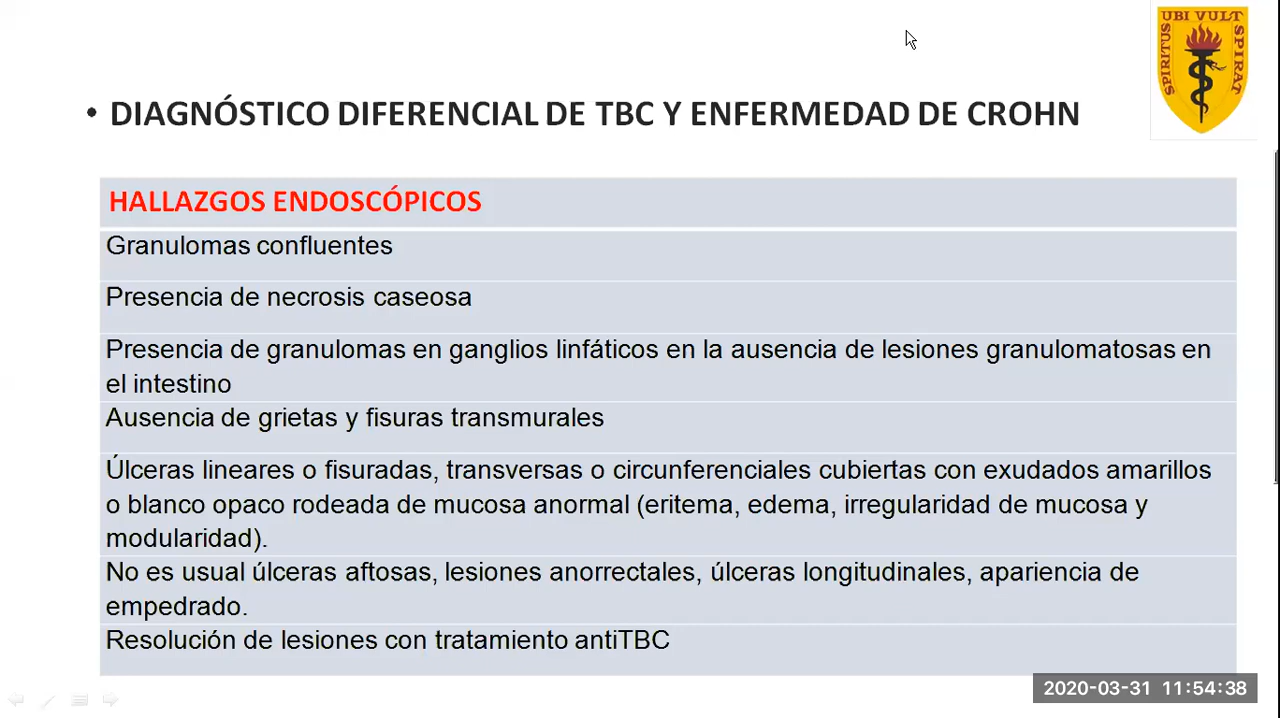 UBI VULT
SPIRITUS
SPIRAT
• DIAGNÓSTICO DIFERENCIAL DE TBC Y ENFERMEDAD DE CROHN
HALLAZGOS ENDOSCÓPICOS
Granulomas confluentes
Presencia de necrosis caseosa
Presencia de granulomas en ganglios linfáticos en la ausencia de lesiones granulomatosas en
el intestino
Ausencia de grietas y fisuras transmurales
Úlceras lineares o fisuradas, transversas o circunferenciales cubiertas con exudados amarillos
o blanco opaco rodeada de mucosa anormal (eritema, edema, irregularidad de mucosa y
modularidad).
No es usual úlceras aftosas, lesiones anorrectales, úlceras longitudinales, apariencia de
empedrado.
Resolución de lesiones con tratamiento antiTBC
2020-03-31 11:54:38